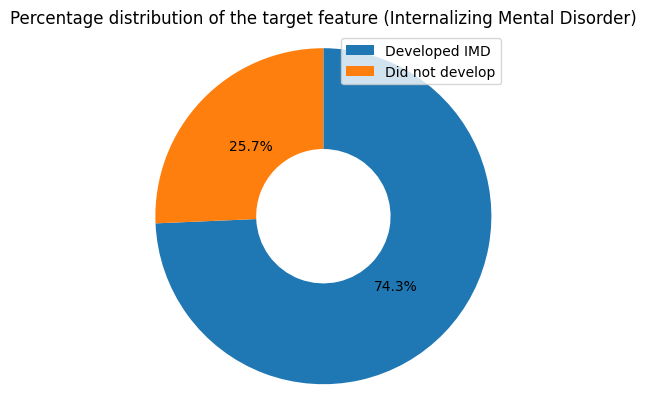 Percentage distribution of the target feature (Internalizing Mental Disorder)
Developed IMD
Did not develop
25.7%
74.3%